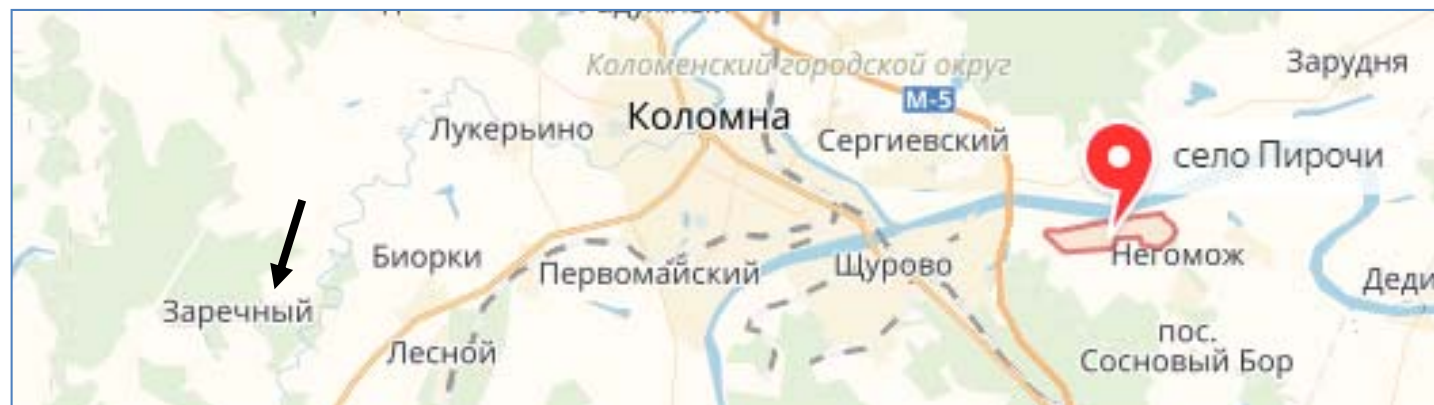 Коломенский городской округ
Зарудня
М-5
Коломна
Лукерьино
Сергиевский
село Пирочи
Биорки
Первомайский
Щурово
Негомож
Деди
Заречный
Лесной
пос.
Сосновый Бор